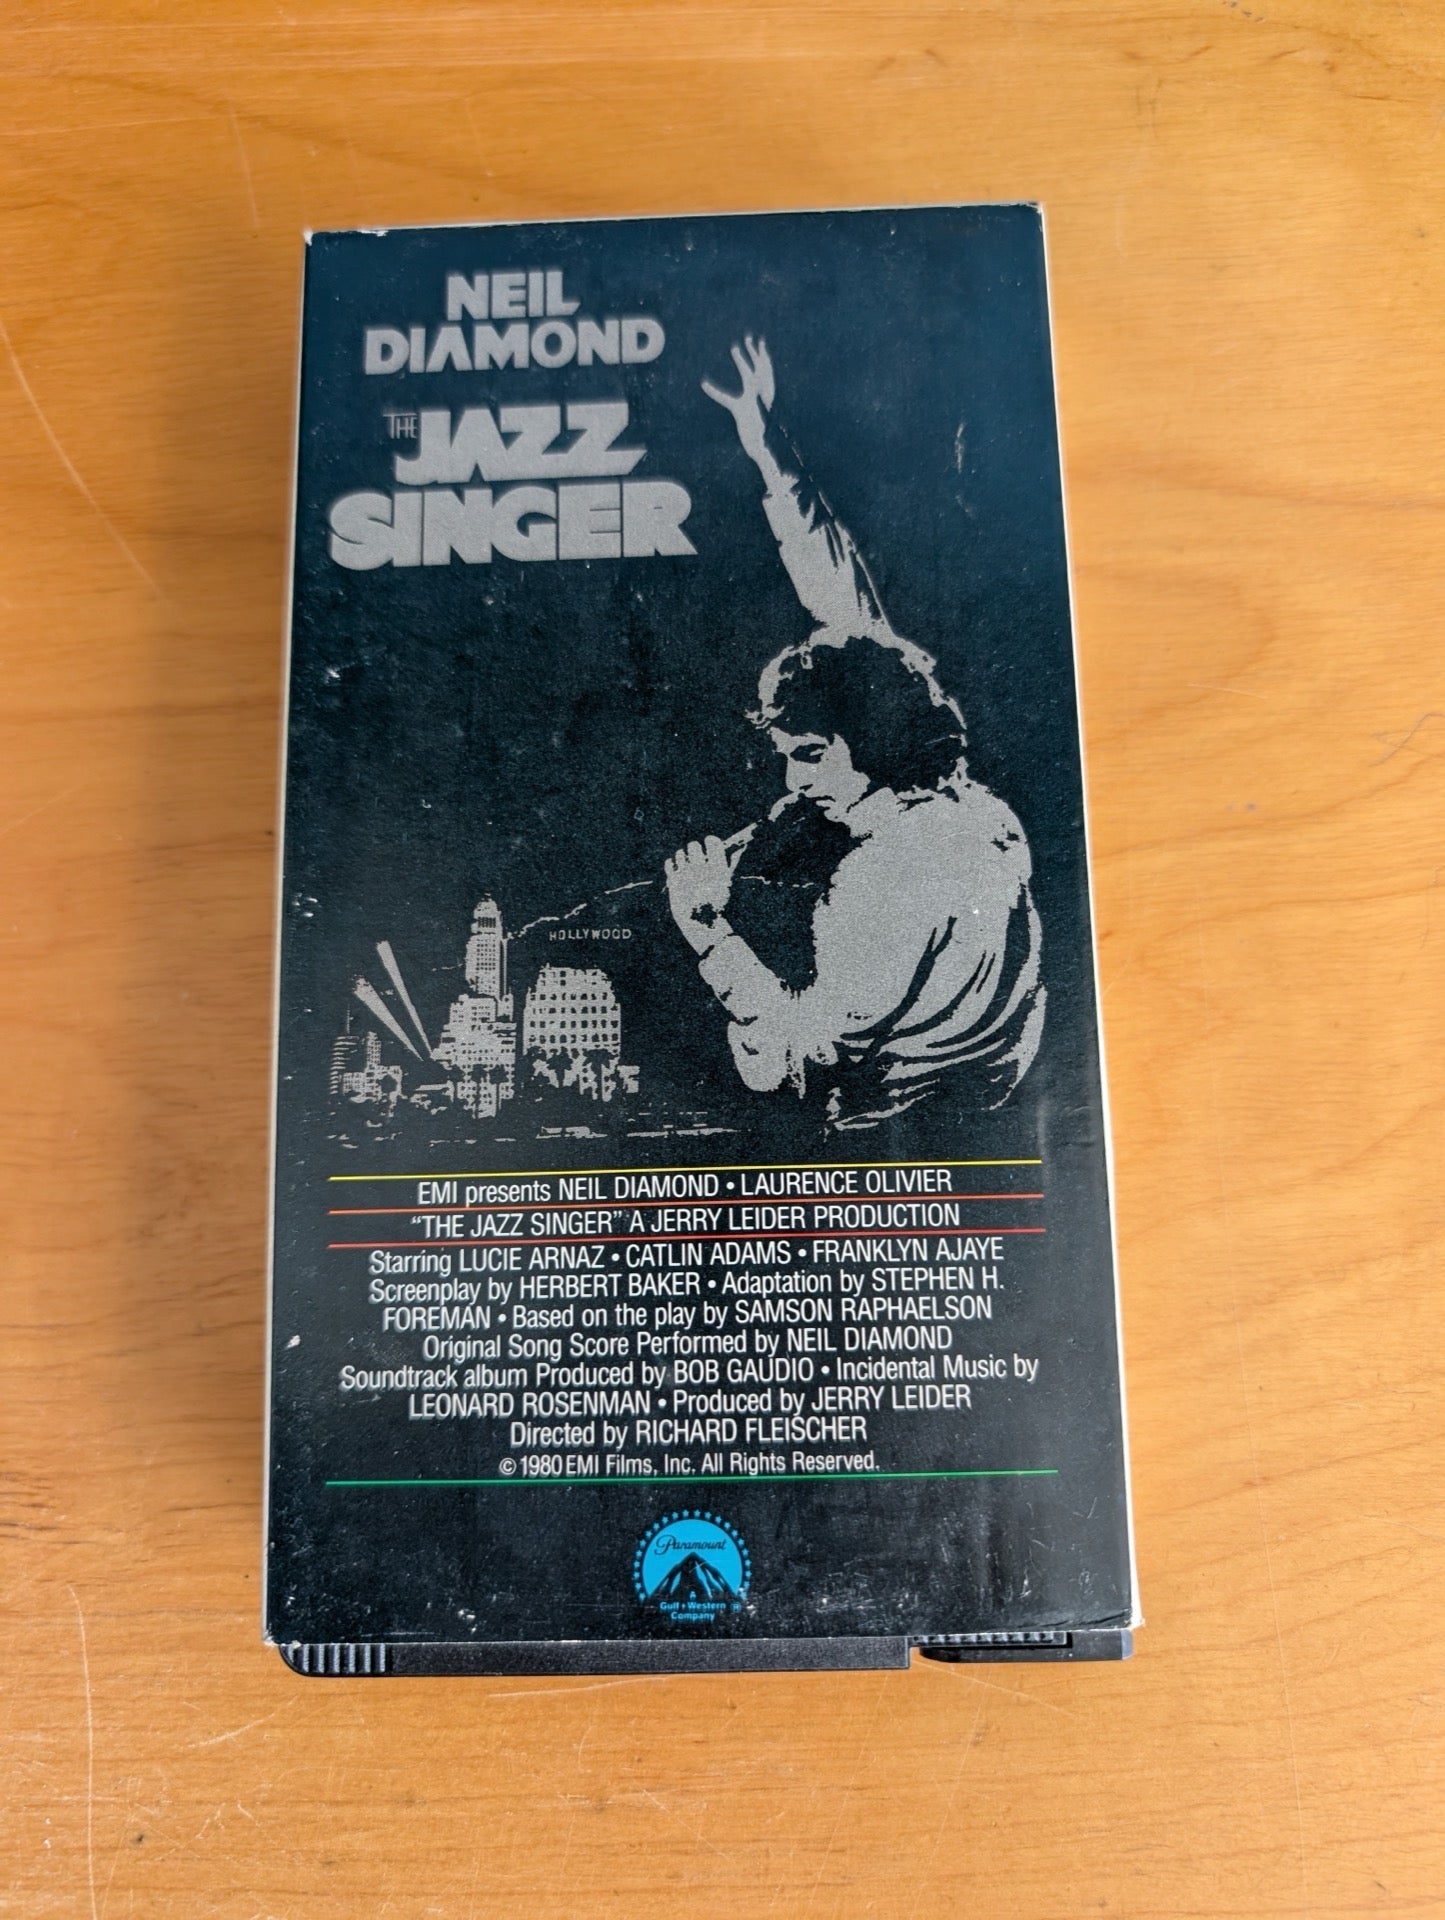 NEIL
DIAMOND
THE JAZZ
SINGER
HOLLYWOOD
EMI presents NEIL DIAMOND • LAURENCE OLIVIER
“THE JAZZ SINGER” A JERRY LEIDER PRODUCTION
Starring LUCIE ARNAZ • CATLIN ADAMS • FRANKLYN AJAYE
Screenplay by HERBERT BAKER • Adaptation by STEPHEN H.
FOREMAN • Based on the play by SAMSON RAPHAELSON
Original Song Score Performed by NEIL DIAMOND
Soundtrack album Produced by BOB GAUDIO • Incidental Music by
LEONARD ROSENMAN • Produced by JERRY LEIDER
Directed by RICHARD FLEISCHER
© 1980 EMI Films, Inc. All Rights Reserved.
Paramount
A
Gulf + Western
Company ®